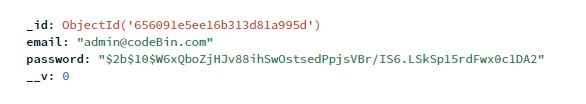 _id: ObjectId('656091e5ee16b313d81a995d')
email: "admin@codeBin.com"
password: "$2b$10$W6xQboZjHJv88ihSwOstsedPpjsVBr/IS6.LSkSp15rdFwx0c1DA2"
__v: 0